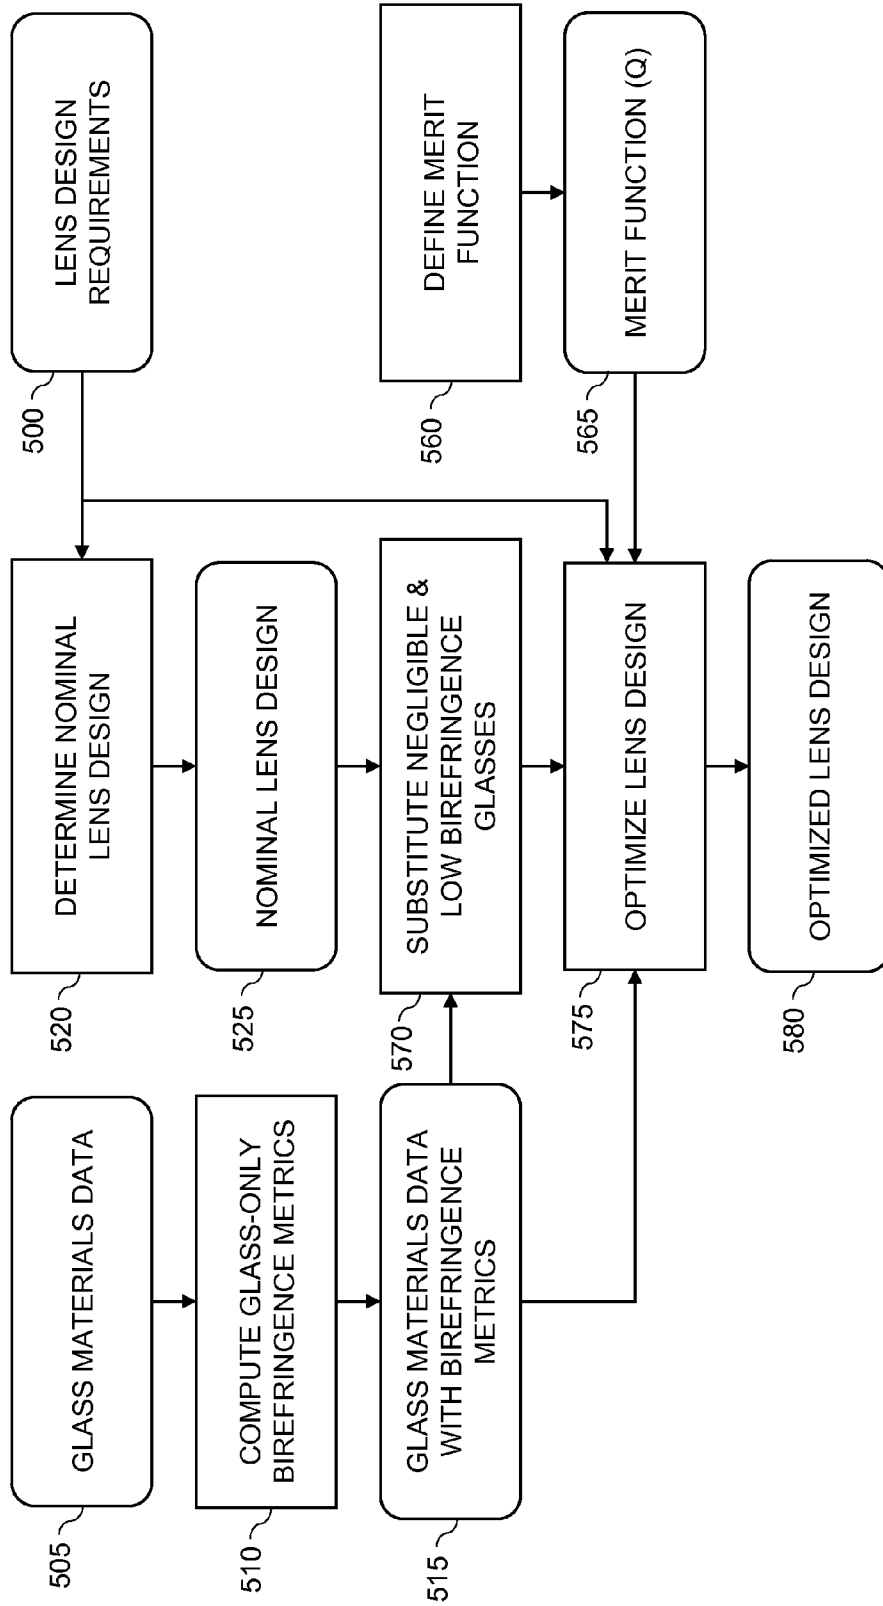 GLASS MATERIALS DATA
505
COMPUTE GLASS-ONLY
BIREFRINGENCE METRICS
510
GLASS MATERIALS DATA
WITH BIREFRINGENCE
METRICS
515
DETERMINE NOMINAL
LENS DESIGN
520
NOMINAL LENS DESIGN
525
SUBSTITUTE NEGLIGIBLE &
LOW BIREFRINGENCE
GLASSES
570
OPTIMIZE LENS DESIGN
575
OPTIMIZED LENS DESIGN
580
LENS DESIGN
REQUIREMENTS
500
DEFINE MERIT
FUNCTION
560
MERIT FUNCTION (Q)
565